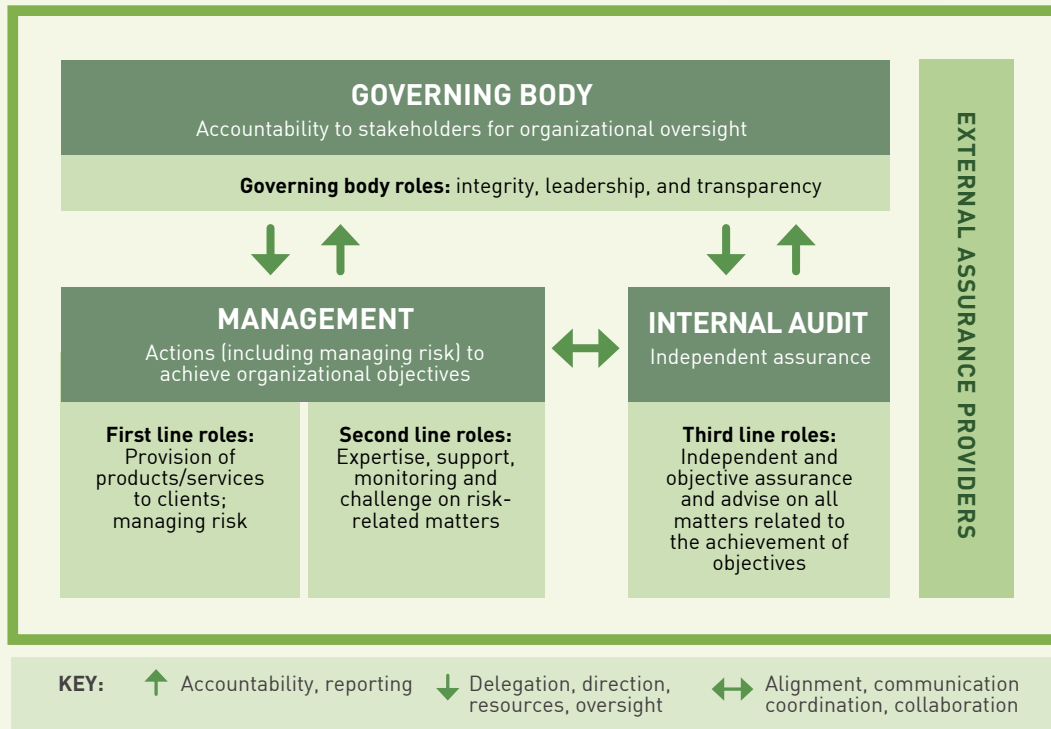 GOVERNING BODY
Accountability to stakeholders for organizational oversight
Governing body roles: integrity, leadership, and transparency
MANAGEMENT
Actions (including managing risk) to
achieve organizational objectives
INTERNAL AUDIT
Independent assurance
First line roles:
Provision of
products/services
to clients;
managing risk
Second line roles:
Expertise, support,
monitoring and
challenge on risk-
related matters
Third line roles:
Independent and
objective assurance
and advise on all
matters related to
the achievement of
objectives
EXTERNAL ASSURANCE PROVIDERS
KEY:
Accountability, reporting
Delegation, direction,
resources, oversight
Alignment, communication
coordination, collaboration